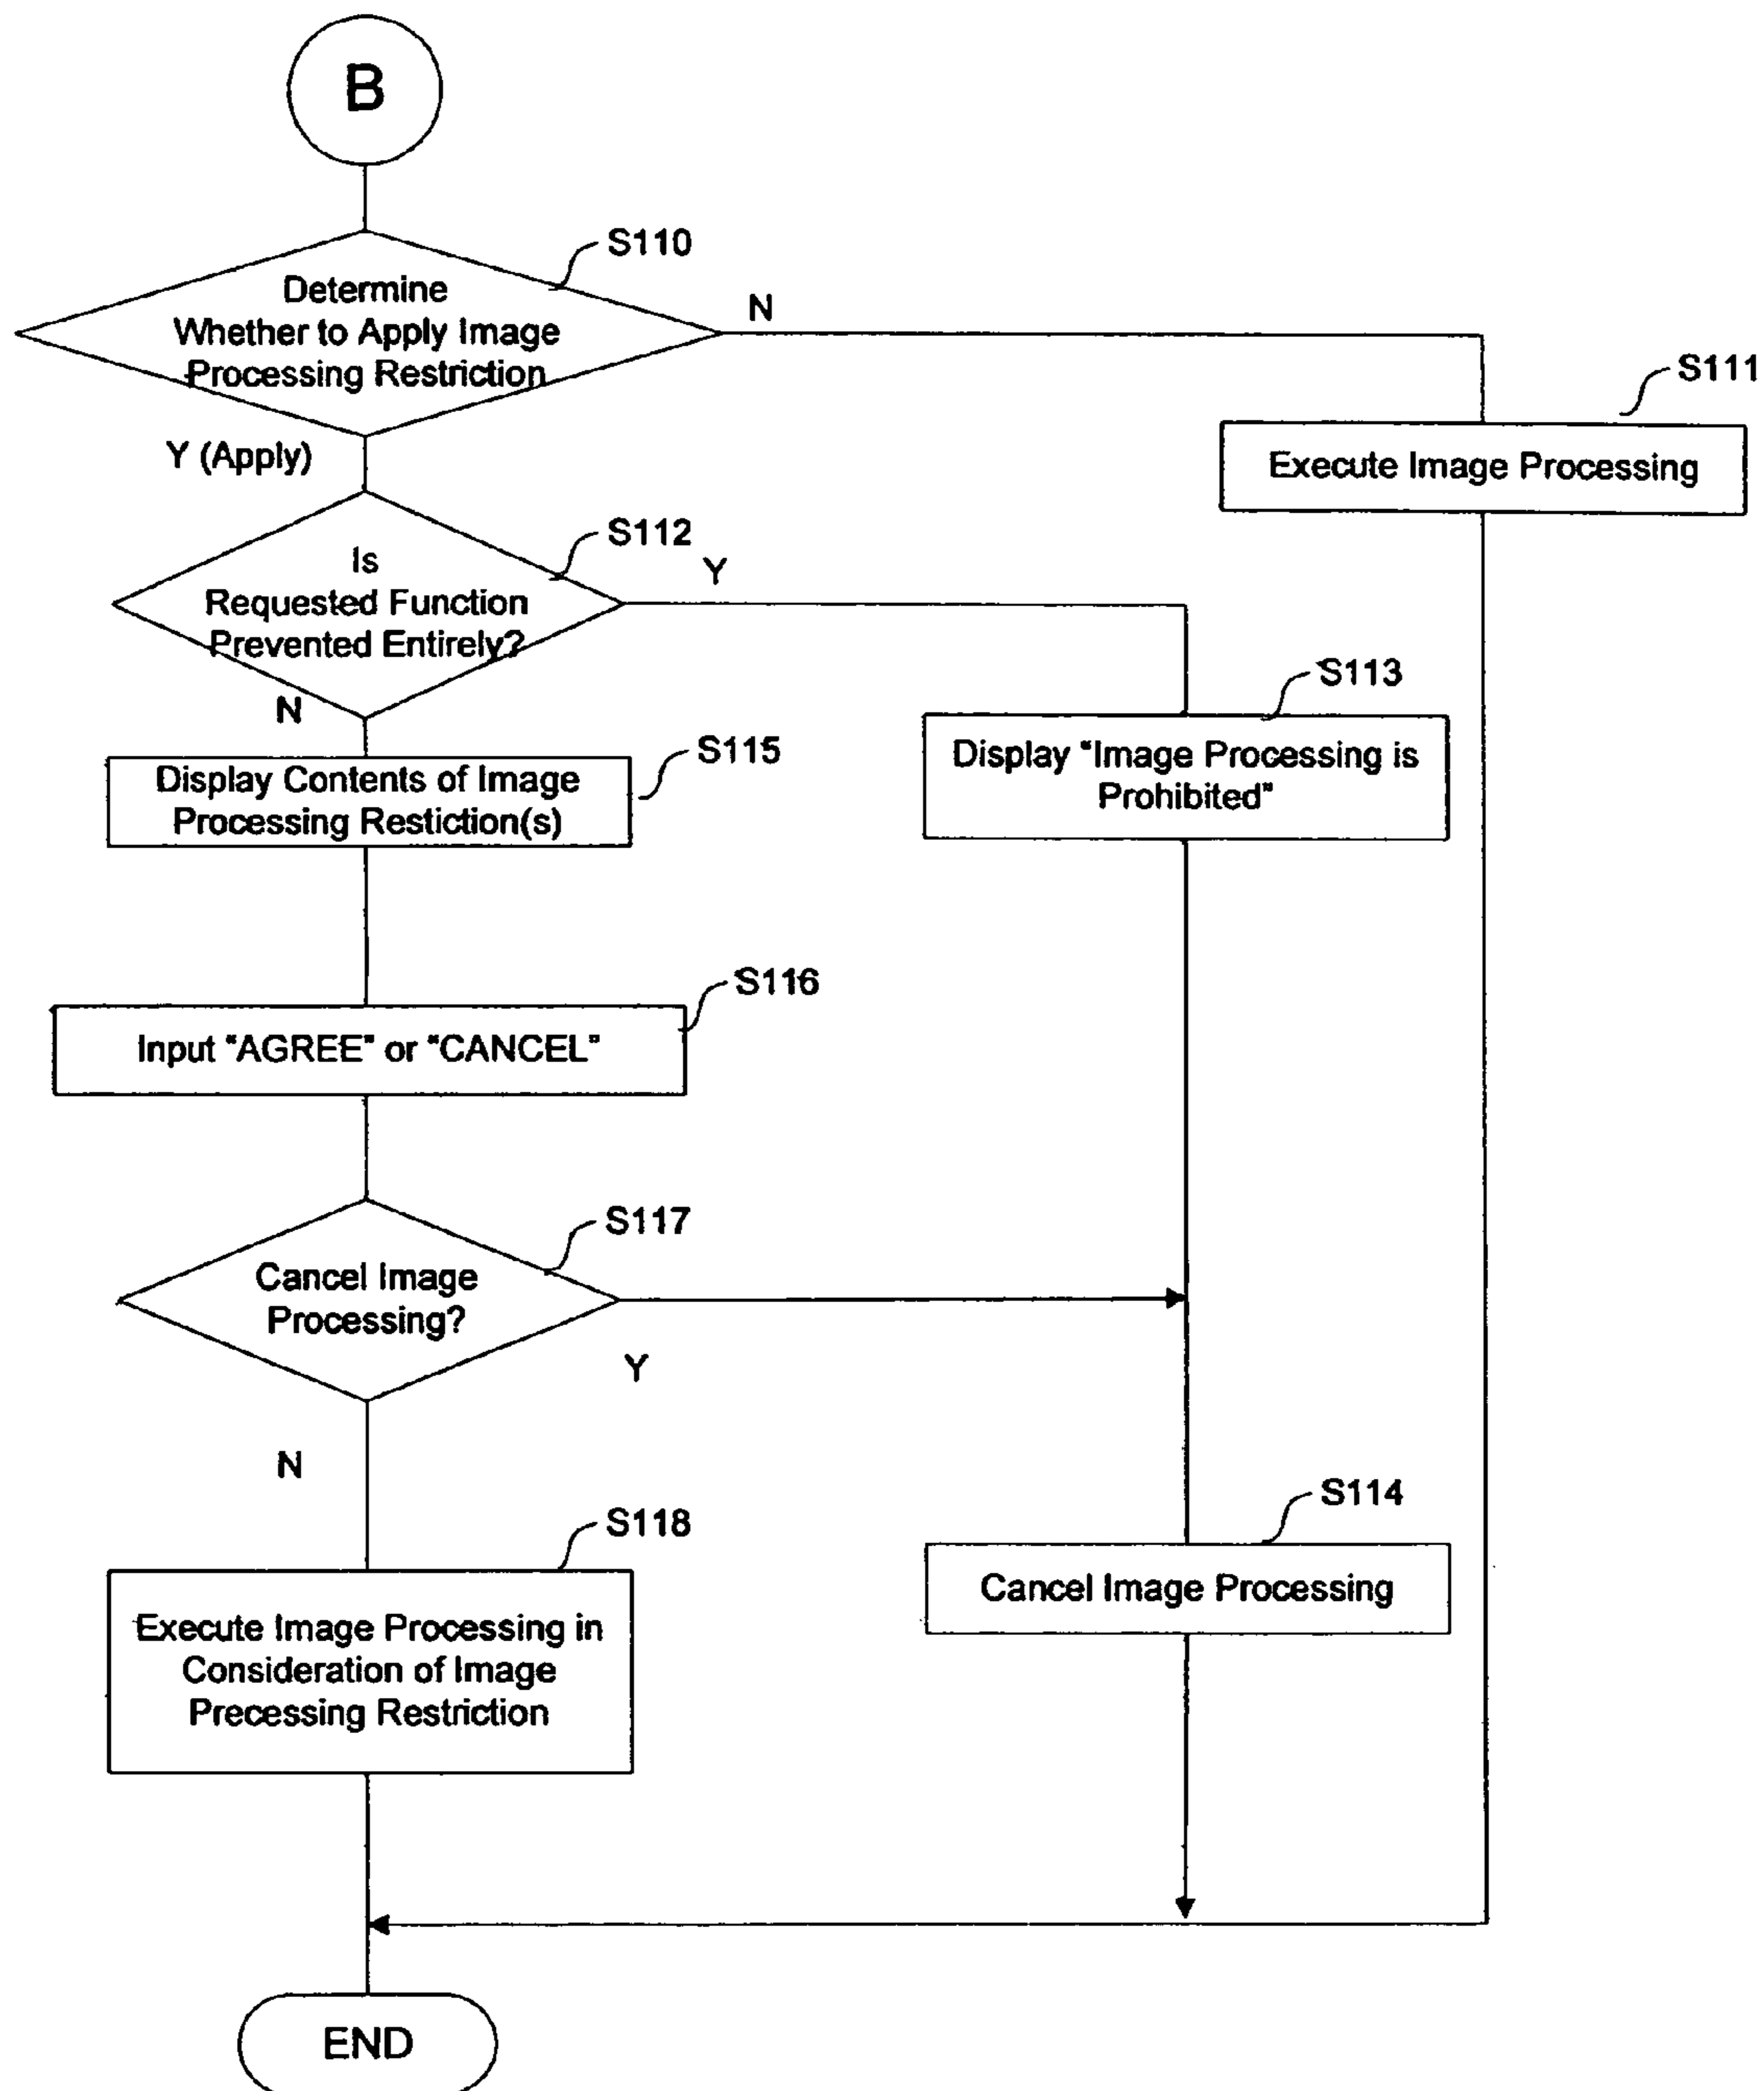 B
S110
Determine
Whether to Apply Image
Processing Restriction
N
S111
Y (Apply)
Execute Image Processing
S112
Is
Requested Function
Prevented Entirely?
Y
S113
N
Display "Image Processing is
Prohibited"
S115
Display Contents of Image
Processing Restiction(s)
S116
Input "AGREE" or "CANCEL"
S117
Cancel Image
Processing?
Y
N
S114
Cancel Image Processing
S118
Execute Image Processing in
Consideration of Image
Precessing Restriction
END